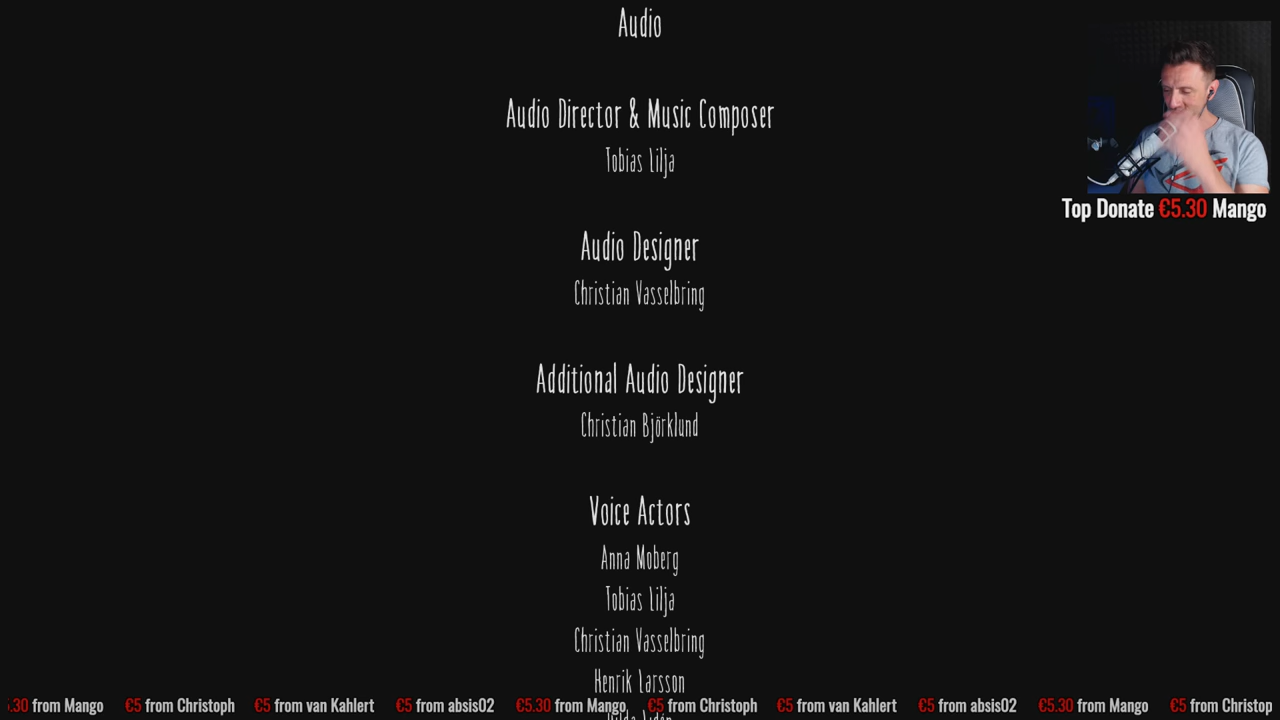 Audio
Audio Director & Music Composer
Tobias Lilja
Audio Designer
Christian Vasselbring
Additional Audio Designer
Christian Björklund
Voice Actors
Anna Moberg
Tobias Lilja
Christian Vasselbring
Henrik Larsson
Top Donate €5.30 Mango
.30 from Mango €5 from Christoph €5 from van Kahlert €5 from absis02 €5.30 from Mango €5 from Christoph €5 from van Kahlert €5 from absis02 €5.30 from Mango €5 from Christop